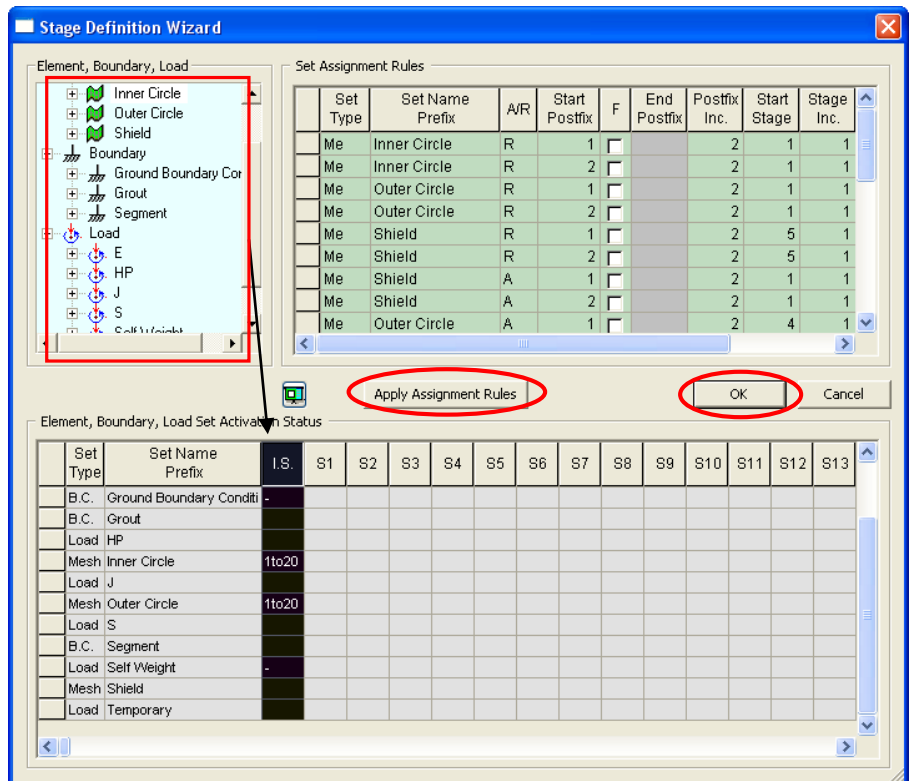 Stage Definition Wizard
Element, Boundary, Load
Inner Circle
Outer Circle
Shield
Boundary
Ground Boundary Cor
Grout
Segment
Load
E
HP
J
S
Self Weight
Set Assignment Rules
Set Type Set Name Prefix A/R Start Postfix F End Postfix Postfix Inc. Start Stage Stage Inc.
Me Inner Circle R 1 2 1 1
Me Inner Circle R 2 2 1 1
Me Outer Circle R 1 2 1 1
Me Outer Circle R 2 2 1 1
Me Shield R 1 2 5 1
Me Shield R 2 2 5 1
Me Shield A 1 2 1 1
Me Shield A 2 2 1 1
Me Outer Circle A 1 2 4 1
Apply Assignment Rules OK Cancel
Element, Boundary, Load Set Activation Status
Set Type Set Name Prefix I.S. S1 S2 S3 S4 S5 S6 S7 S8 S9 S10 S11 S12 S13
B.C. Ground Boundary Conditi -
B.C. Grout
Load HP
Mesh Inner Circle 1to20
Load J
Mesh Outer Circle 1to20
Load S
B.C. Segment
Load Self Weight -
Mesh Shield
Load Temporary